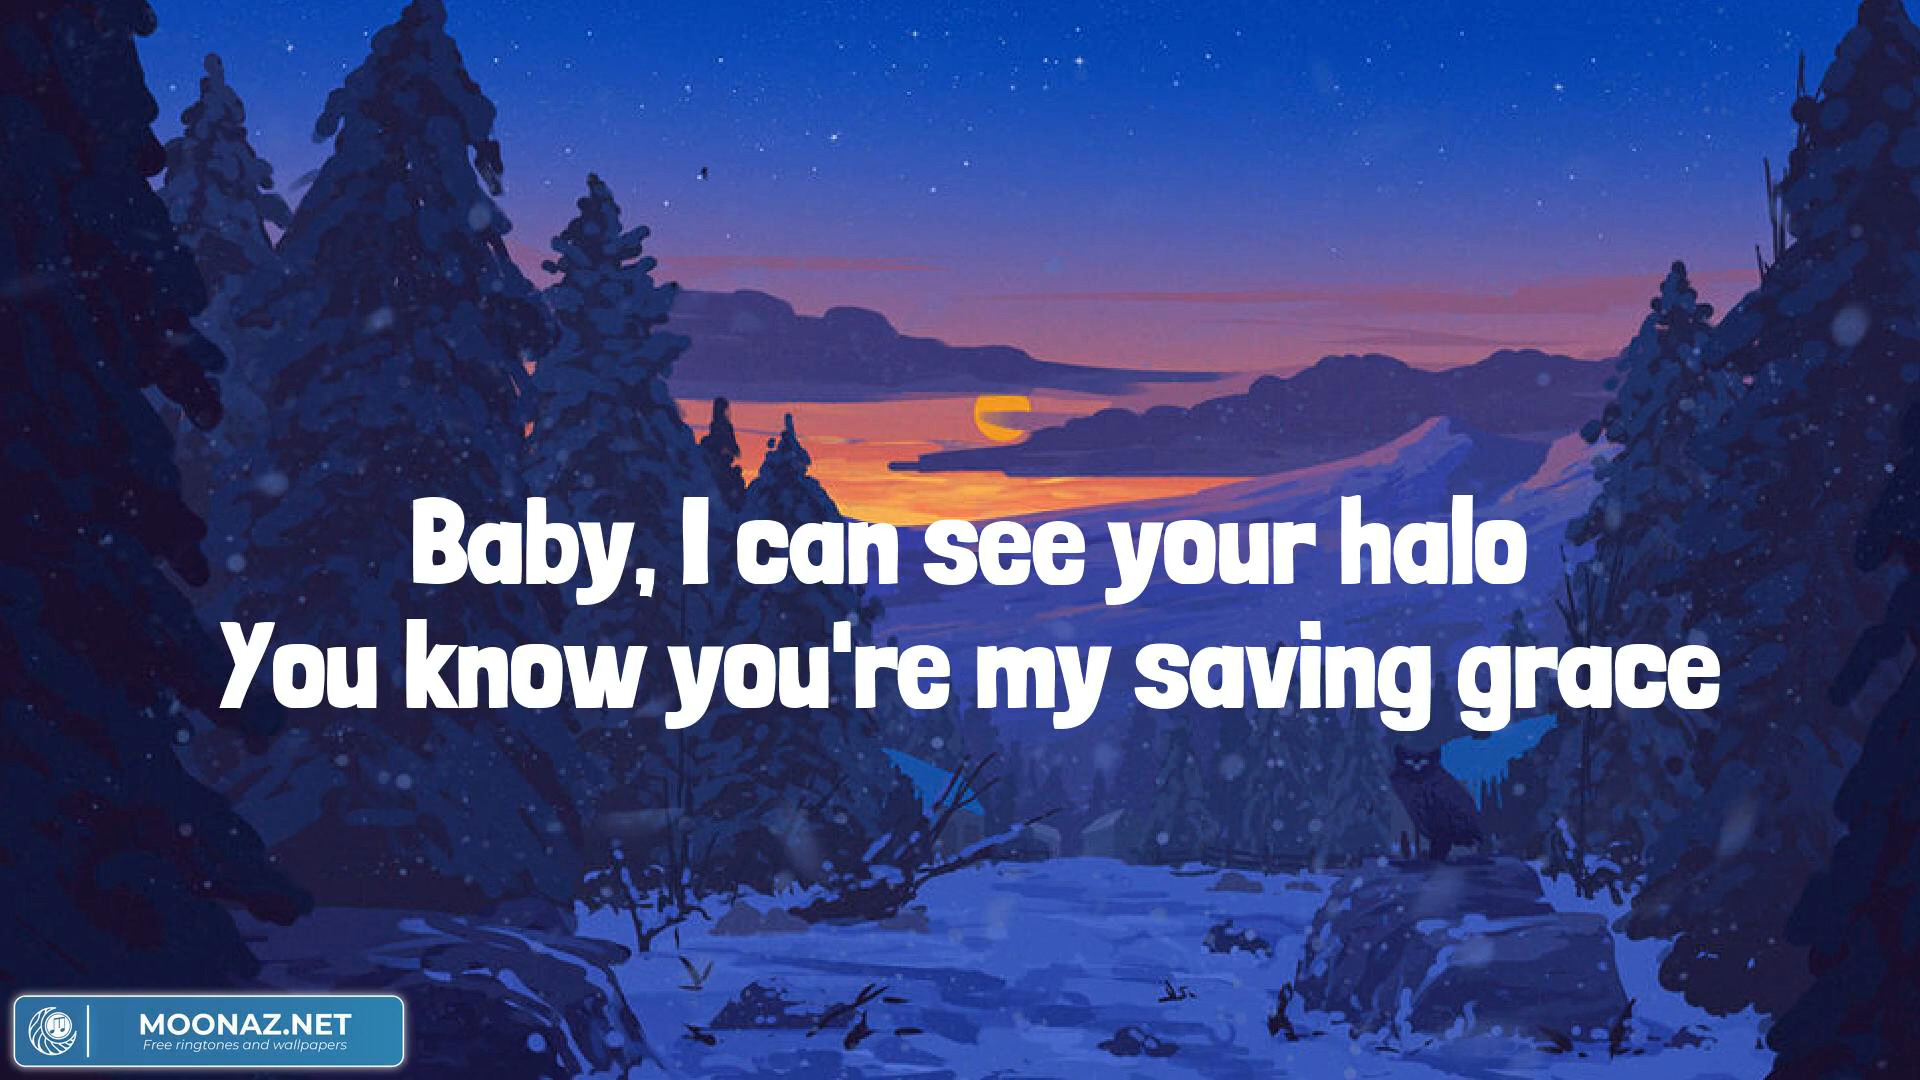 Baby, I can see your halo
You know you're my saving grace
MOONAZ.NET
Free ringtones and wallpapers